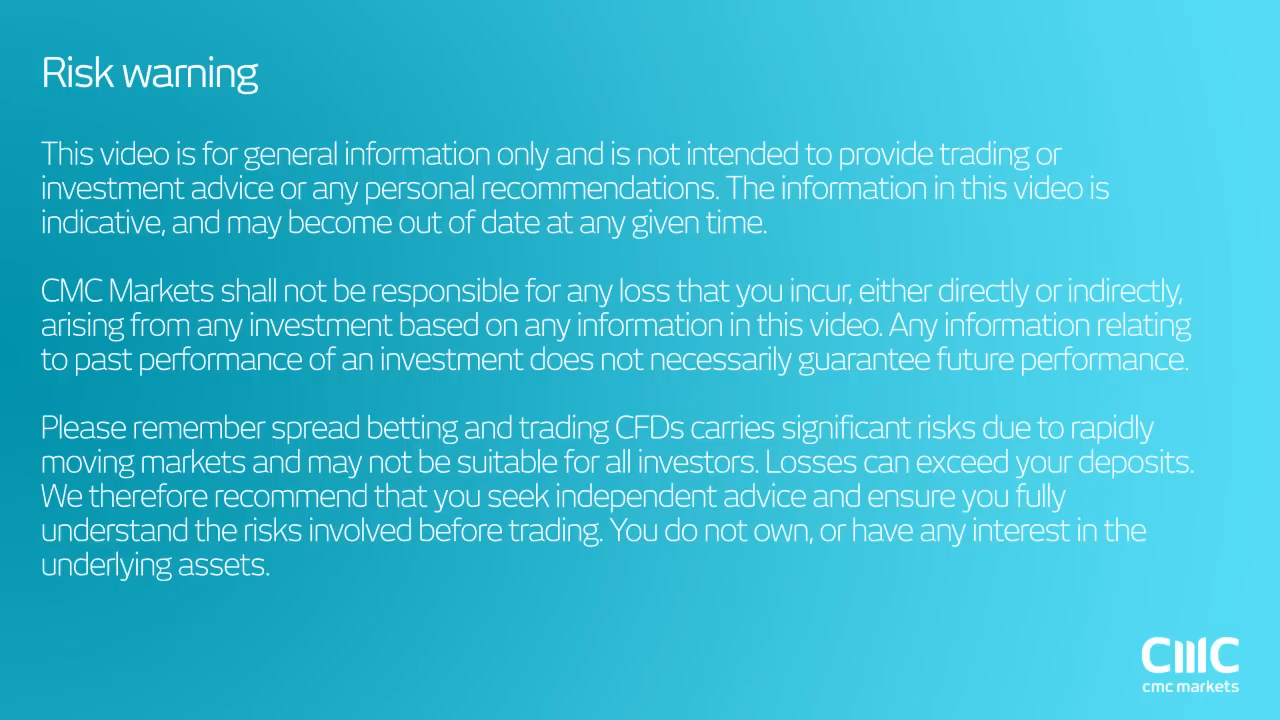 Risk warning
This video is for general information only and is not intended to provide trading or
investment advice or any personal recommendations. The information in this video is
indicative, and may become out of date at any given time.
CMC Markets shall not be responsible for any loss that you incur, either directly or indirectly,
arising from any investment based on any information in this video. Any information relating
to past performance of an investment does not necessarily guarantee future performance.
Please remember spread betting and trading CFDs carries significant risks due to rapidly
moving markets and may not be suitable for all investors. Losses can exceed your deposits.
We therefore recommend that you seek independent advice and ensure you fully
understand the risks involved before trading. You do not own, or have any interest in the
underlying assets.
CMC
cmc markets